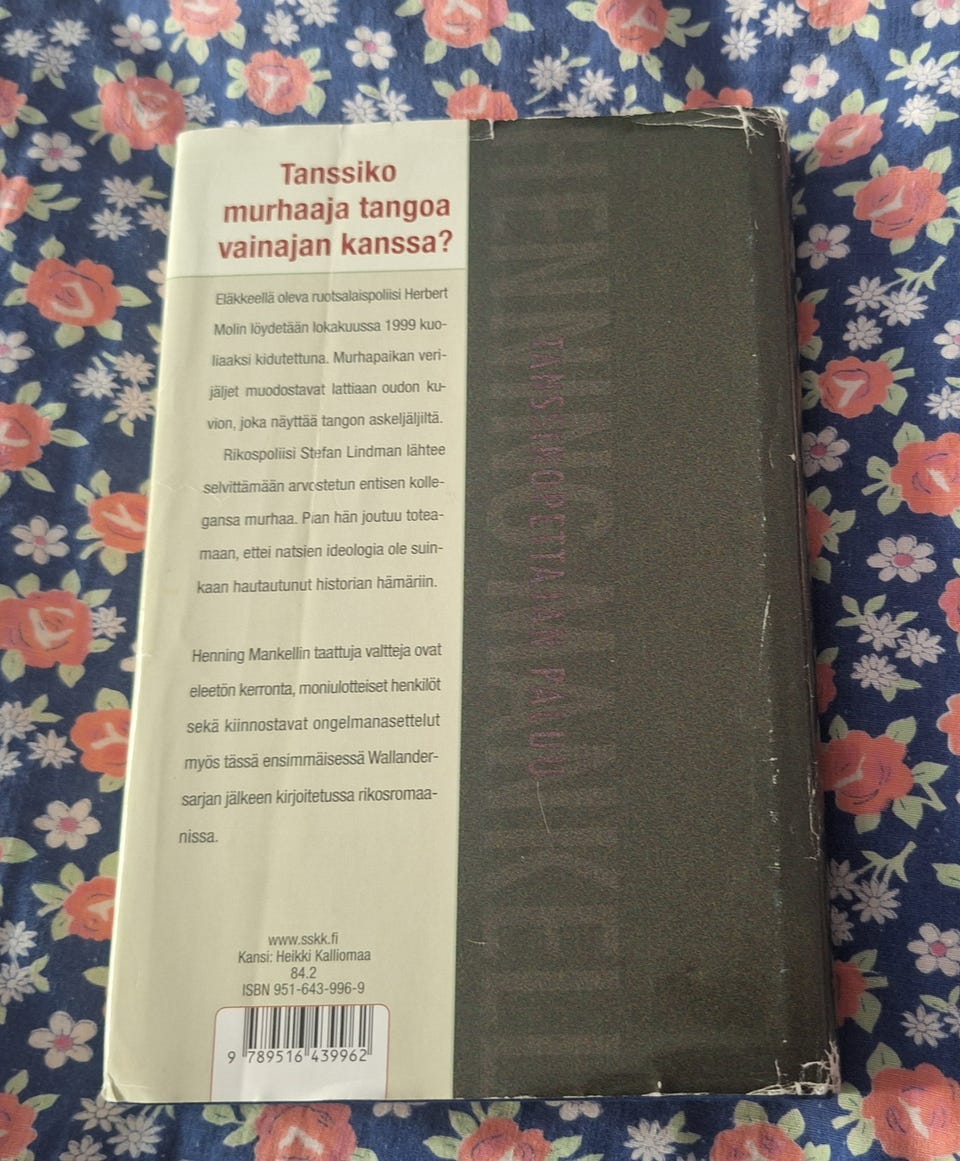 Tanssiko
murhaaja tangoa
vainajan kanssa?
Eläkkeellä oleva ruotsalaispoliisi Herbert
Molin löydetään lokakuussa 1999 kuo-
liaaksi kidutettuna. Murhapaikan veri-
jäljet muodostavat lattiaan oudon ku-
vion, joka näyttää tangon askeljäljiltä.
Rikospoliisi Stefan Lindman lähtee
selvittämään arvostetun entisen kolle-
gansa murhaa. Pian hän joutuu totea-
maan, ettei natsien ideologia ole suin-
kaan hautautunut historian hämäriin.
Henning Mankellin taattuja valtteja ovat
eleetön kerronta, moniulotteiset henkilöt
sekä kiinnostavat ongelmanasettelut
myös tässä ensimmäisessä Wallander-
sarjan jälkeen kirjoitetussa rikosromaa-
nissa.
www.sskk.fi
Kansi: Heikki Kalliomaa
84.2
ISBN 951-643-996-9
9 789516 439962
HENNING MANKELL
TANSSINOPETTAJAN PALUU